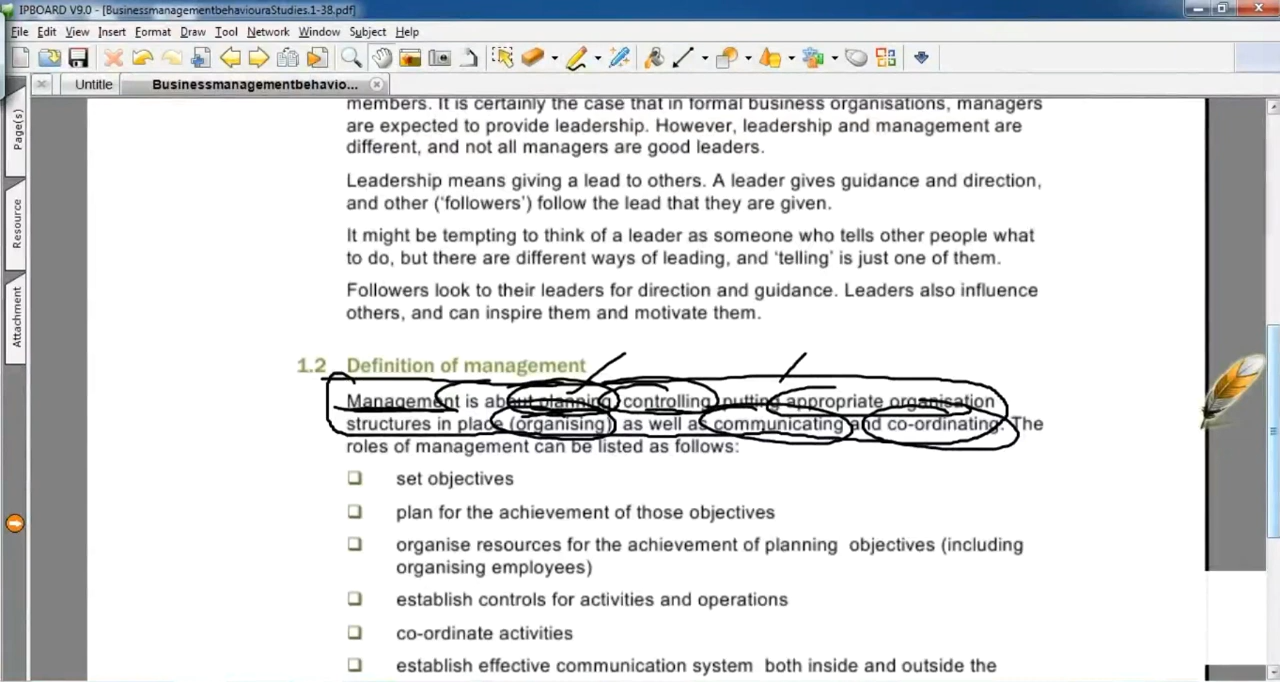 IPBOARD V9.0 - [BusinessmanagementbehaviouraStudies.1-38.pdf]
File Edit View Insert Format Draw Tool Network Window Subject Help
Untitle Businessmanagementbehavio...
Page(s)
Resource
Attachment
members. It is certainly the case that in formal business organisations, managers
are expected to provide leadership. However, leadership and management are
different, and not all managers are good leaders.
Leadership means giving a lead to others. A leader gives guidance and direction,
and other (‘followers’) follow the lead that they are given.
It might be tempting to think of a leader as someone who tells other people what
to do, but there are different ways of leading, and ‘telling’ is just one of them.
Followers look to their leaders for direction and guidance. Leaders also influence
others, and can inspire them and motivate them.
1.2 Definition of management
Management is about planning controlling putting appropriate organisation
structures in place (organising) as well as communicating and co-ordinating. The
roles of management can be listed as follows:
❑ set objectives
❑ plan for the achievement of those objectives
❑ organise resources for the achievement of planning objectives (including
organising employees)
❑ establish controls for activities and operations
❑ co-ordinate activities
❑ establish effective communication system both inside and outside the